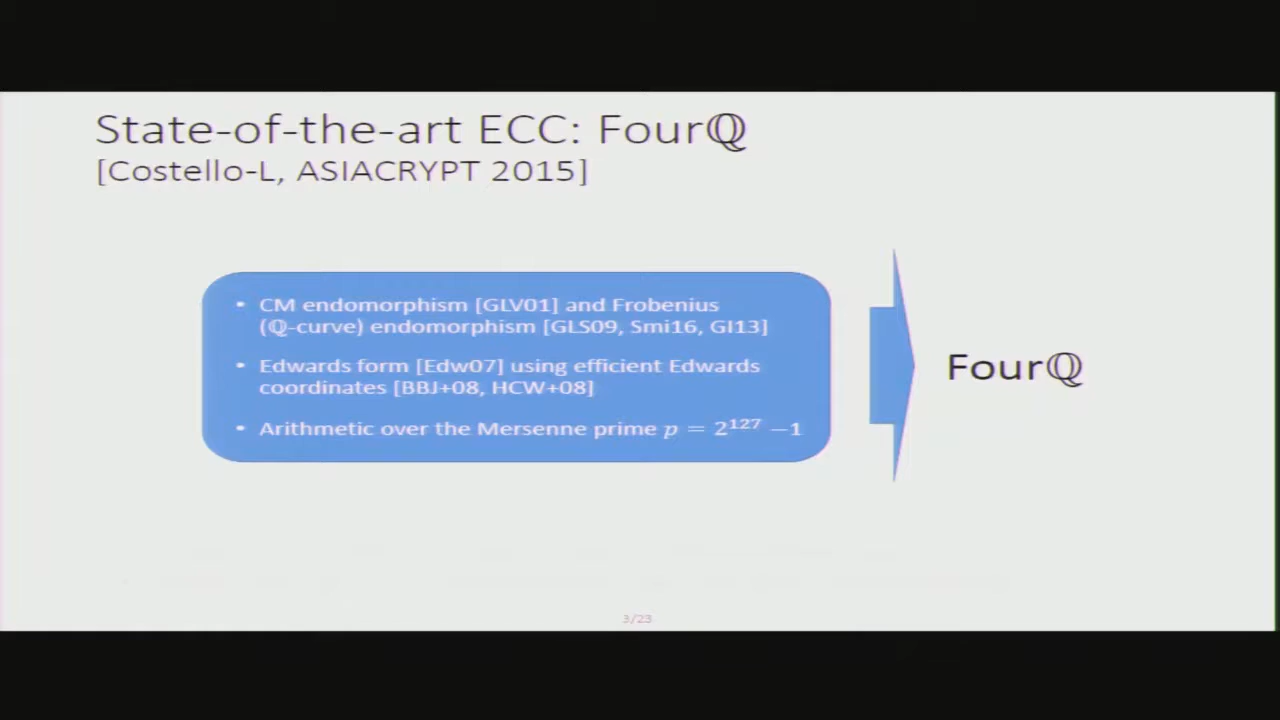 State-of-the-art ECC: Fourℚ
[Costello-L, ASIACRYPT 2015]
• CM endomorphism [GLV01] and Frobenius
(ℚ-curve) endomorphism [GLS09, Smi16, GI13]
• Edwards form [Edw07] using efficient Edwards
coordinates [BBJ+08, HCW+08]
• Arithmetic over the Mersenne prime p = 2¹²⁷ −1
Fourℚ
3/23